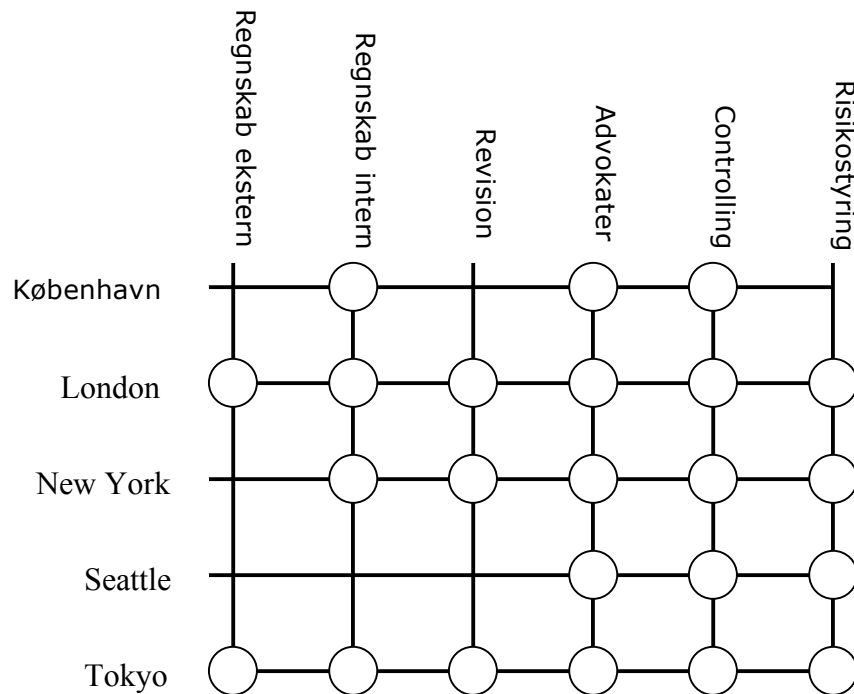 Regnskab ekstern
Regnskab intern
Revision
Advokater
Controlling
Risikostyring
København
London
New York
Seattle
Tokyo